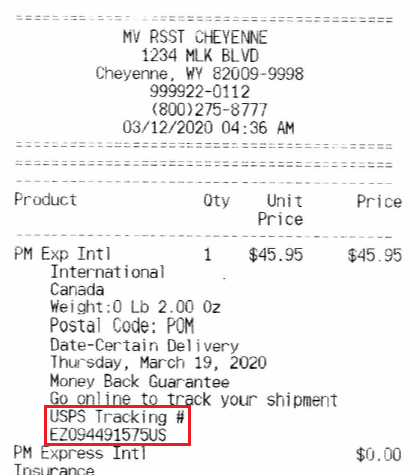 MV RSST CHEYENNE
1234 MLK BLVD
Cheyenne, WY 82009-9998
999922-0112
(800)275-8777
03/12/2020 04:36 AM
Product Qty Unit Price
Price
PM Exp Intl 1 $45.95 $45.95
International
Canada
Weight:0 Lb 2.00 Oz
Postal Code: POM
Date-Certain Delivery
Thursday, March 19, 2020
Money Back Guarantee
Go online to track your shipment
USPS Tracking #
EZ094491575US
PM Express Intl $0.00
Insurance